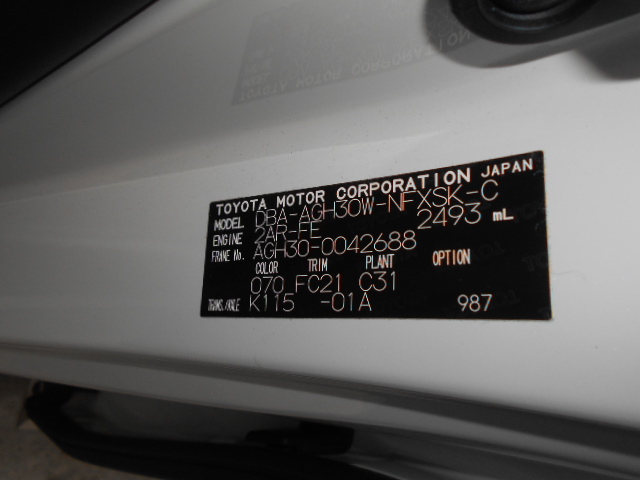 TOYOTA MOTOR CORPORATION JAPAN
MODEL DBA-AGH30W-NFXSK-C
ENGINE 2AR-FE 2493 mL
FRAME No. AGH30-0042688
COLOR TRIM PLANT OPTION
070 FC21 C31
TRANS./AXLE K115 -01A 987